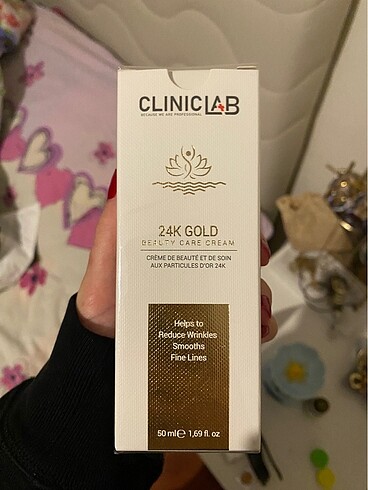 CLINICLAB
BECAUSE WE ARE PROFESSIONAL
24K GOLD
BEAUTY CARE CREAM
CRÈME DE BEAUTÉ ET DE SOIN
AUX PARTICULES D'OR 24K
Helps to
Reduce Wrinkles
Smooths
Fine Lines
50 ml℮ 1,69 fl. oz